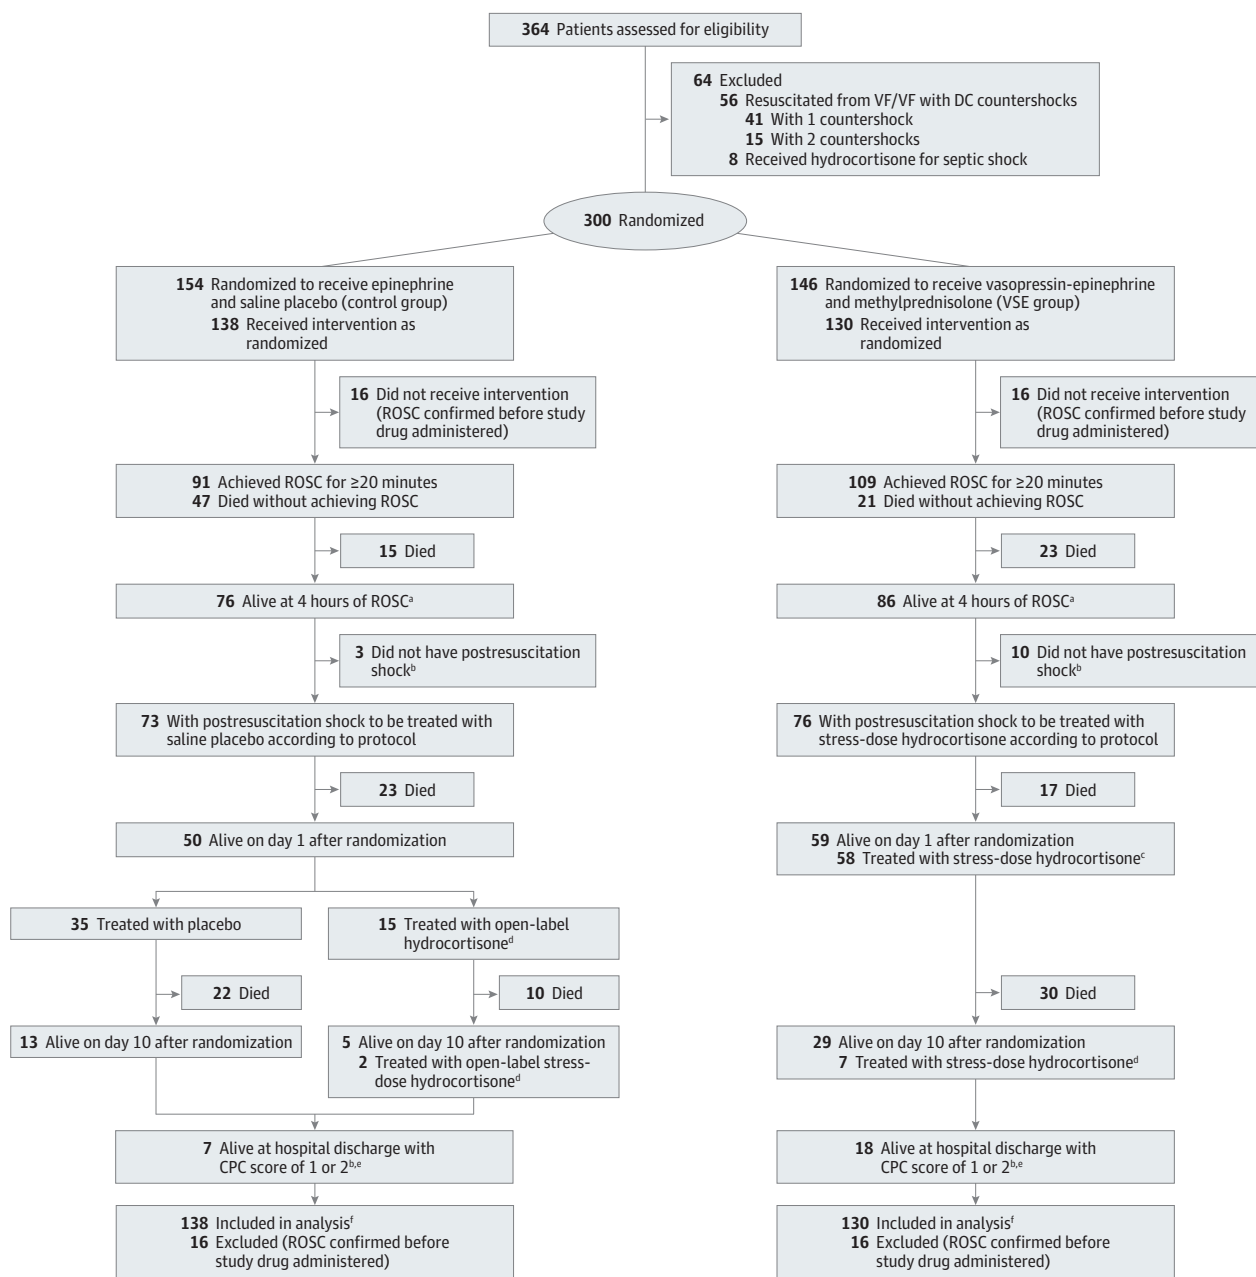 364 Patients assessed for eligibility
64 Excluded
56 Resuscitated from VF/VF with DC countershocks
41 With 1 countershock
15 With 2 countershocks
8 Received hydrocortisone for septic shock
300 Randomized
154 Randomized to receive epinephrine
and saline placebo (control group)
138 Received intervention as
randomized
146 Randomized to receive vasopressin-epinephrine
and methylprednisolone (VSE group)
130 Received intervention as
randomized
16 Did not receive intervention
(ROSC confirmed before study
drug administered)
16 Did not receive intervention
(ROSC confirmed before study
drug administered)
91 Achieved ROSC for ≥20 minutes
47 Died without achieving ROSC
109 Achieved ROSC for ≥20 minutes
21 Died without achieving ROSC
15 Died
23 Died
76 Alive at 4 hours of ROSCa
86 Alive at 4 hours of ROSCa
3 Did not have postresuscitation
shockb
10 Did not have postresuscitation
shockb
73 With postresuscitation shock to be treated with
saline placebo according to protocol
76 With postresuscitation shock to be treated with
stress-dose hydrocortisone according to protocol
23 Died
17 Died
50 Alive on day 1 after randomization
59 Alive on day 1 after randomization
58 Treated with stress-dose hydrocortisonec
35 Treated with placebo
15 Treated with open-label
hydrocortisoned
22 Died
10 Died
30 Died
13 Alive on day 10 after randomization
5 Alive on day 10 after randomization
2 Treated with open-label stress-
dose hydrocortisoned
29 Alive on day 10 after randomization
7 Treated with stress-dose hydrocortisoned
7 Alive at hospital discharge with
CPC score of 1 or 2b,e
18 Alive at hospital discharge with
CPC score of 1 or 2b,e
138 Included in analysisf
16 Excluded (ROSC confirmed before
study drug administered)
130 Included in analysisf
16 Excluded (ROSC confirmed before
study drug administered)